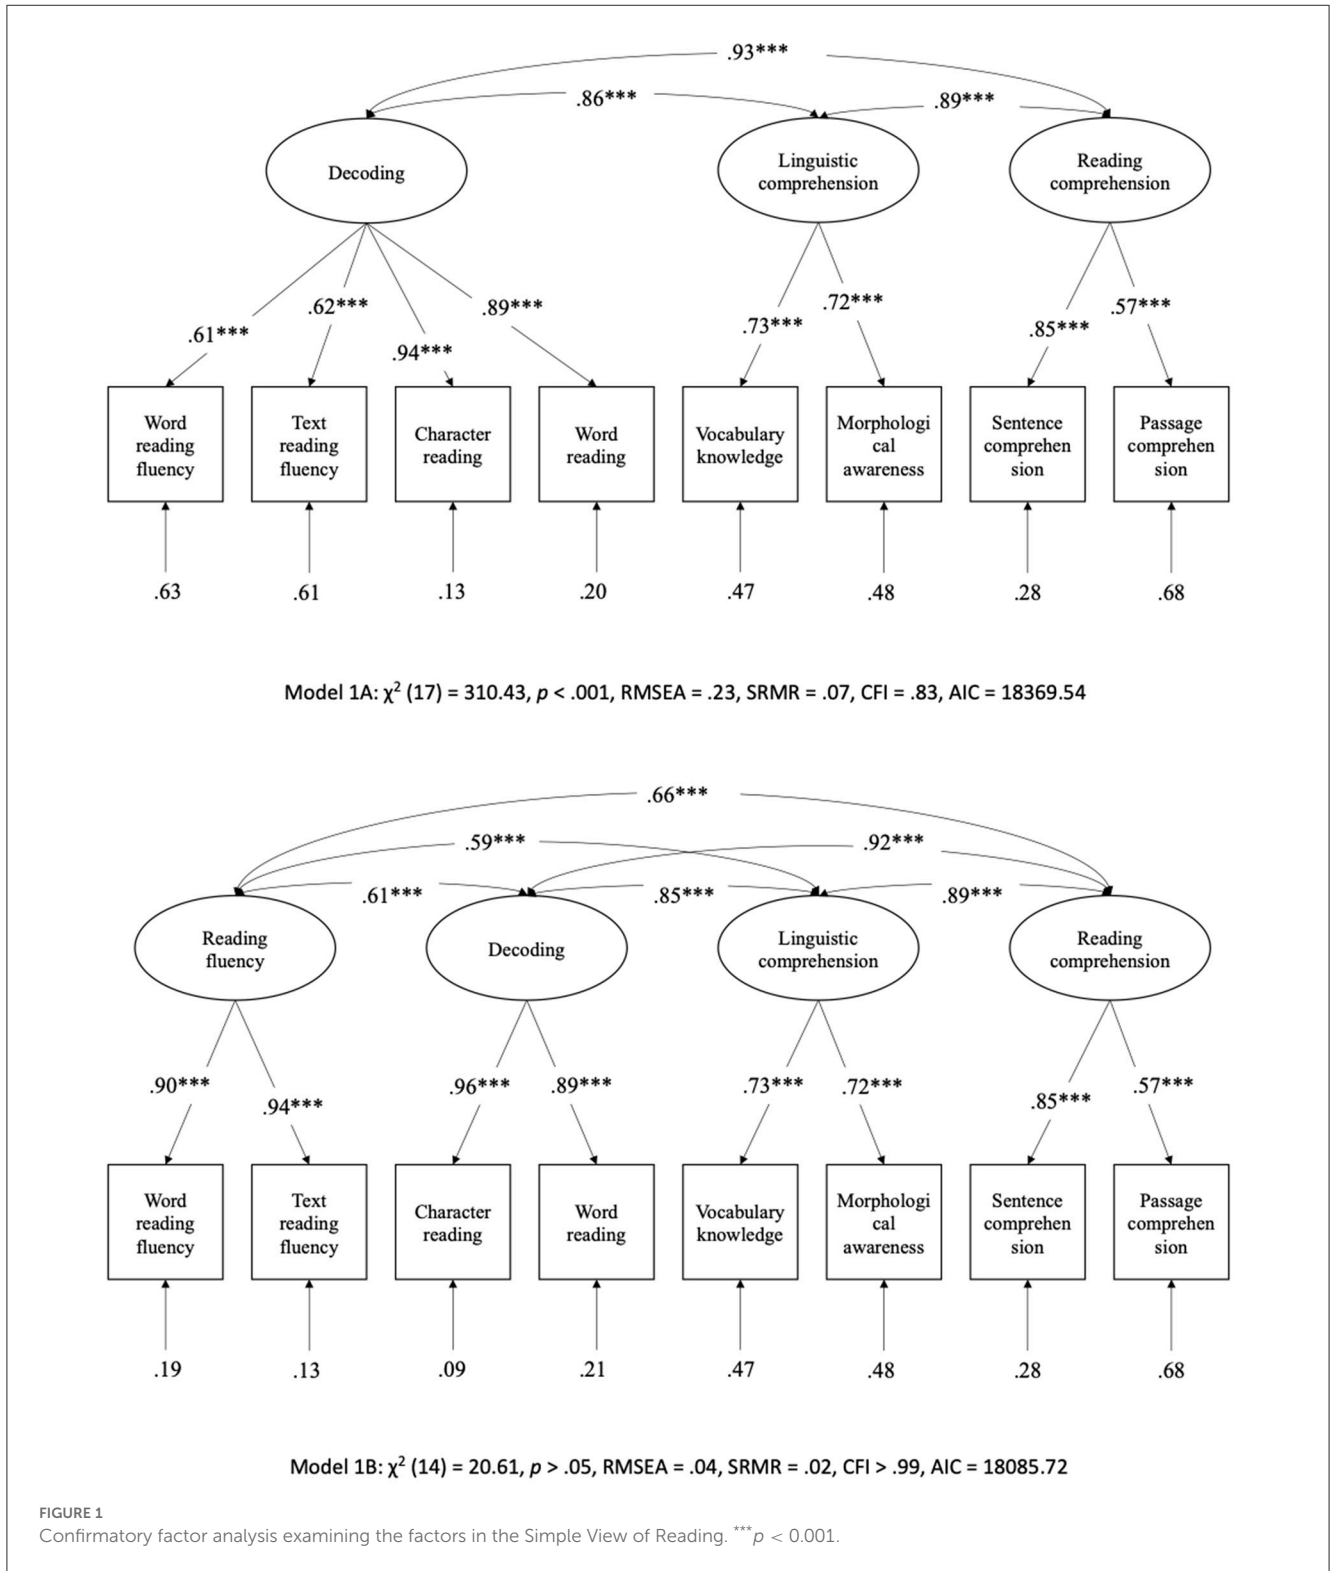 .93***
.86***
.89***
Decoding
Linguistic
comprehension
Reading
comprehension
.61***
.62***
.94***
.89***
.73***
.72***
.85***
.57***
Word
reading
fluency
Text
reading
fluency
Character
reading
Word
reading
Vocabulary
knowledge
Morphologi
cal
awareness
Sentence
comprehen
sion
Passage
comprehen
sion
.63
.61
.13
.20
.47
.48
.28
.68
Model 1A: χ² (17) = 310.43, p < .001, RMSEA = .23, SRMR = .07, CFI = .83, AIC = 18369.54
.66***
.59***
.92***
.61***
.85***
.89***
Reading
fluency
Decoding
Linguistic
comprehension
Reading
comprehension
.90***
.94***
.96***
.89***
.73***
.72***
.85***
.57***
Word
reading
fluency
Text
reading
fluency
Character
reading
Word
reading
Vocabulary
knowledge
Morphologi
cal
awareness
Sentence
comprehen
sion
Passage
comprehen
sion
.19
.13
.09
.21
.47
.48
.28
.68
Model 1B: χ² (14) = 20.61, p > .05, RMSEA = .04, SRMR = .02, CFI > .99, AIC = 18085.72
FIGURE 1
Confirmatory factor analysis examining the factors in the Simple View of Reading. ***p < 0.001.